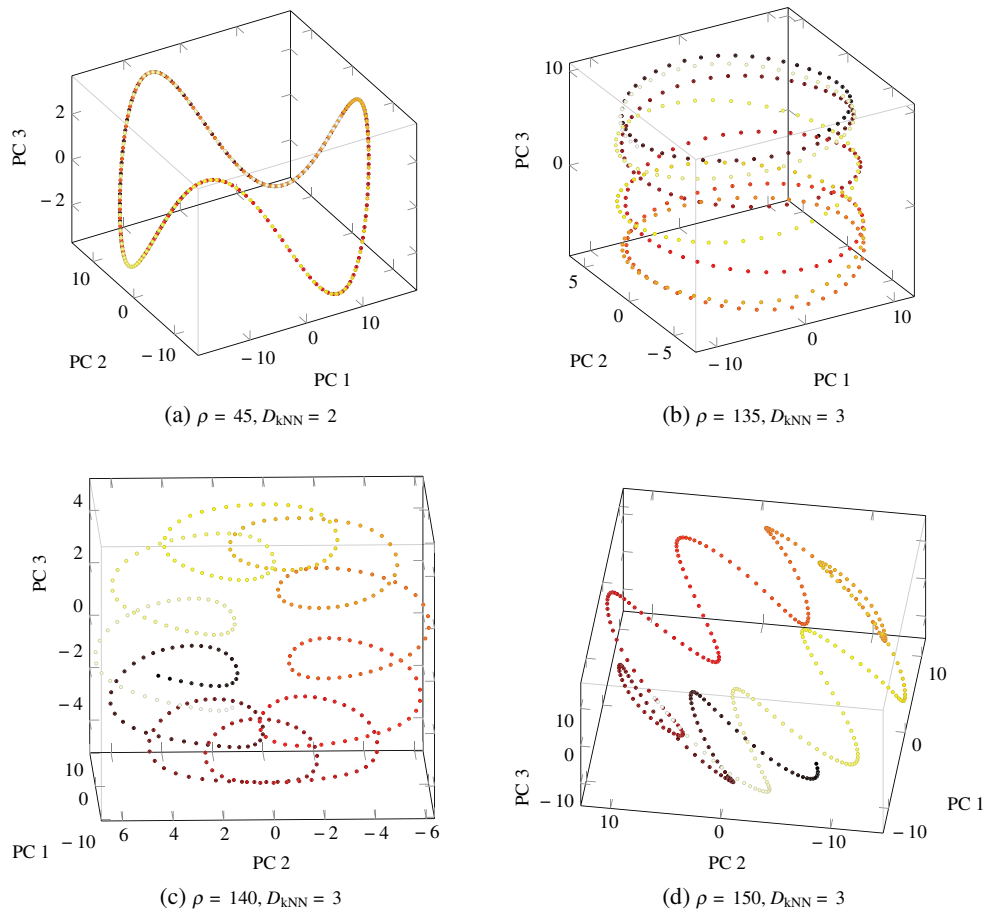 2
0
− 2
PC 3
10
0
− 10
PC 2
− 10
0
10
PC 1
(a) ρ = 45, D_kNN = 2
10
0
PC 3
5
0
−5
PC 2
− 10
0
10
PC 1
(b) ρ = 135, D_kNN = 3
4
2
0
− 2
− 4
PC 3
10
0
− 10
PC 1
6
4
2
0
− 2
− 4
− 6
PC 2
(c) ρ = 140, D_kNN = 3
10
0
− 10
PC 3
10
0
−10
PC 2
10
0
− 10
PC 1
(d) ρ = 150, D_kNN = 3